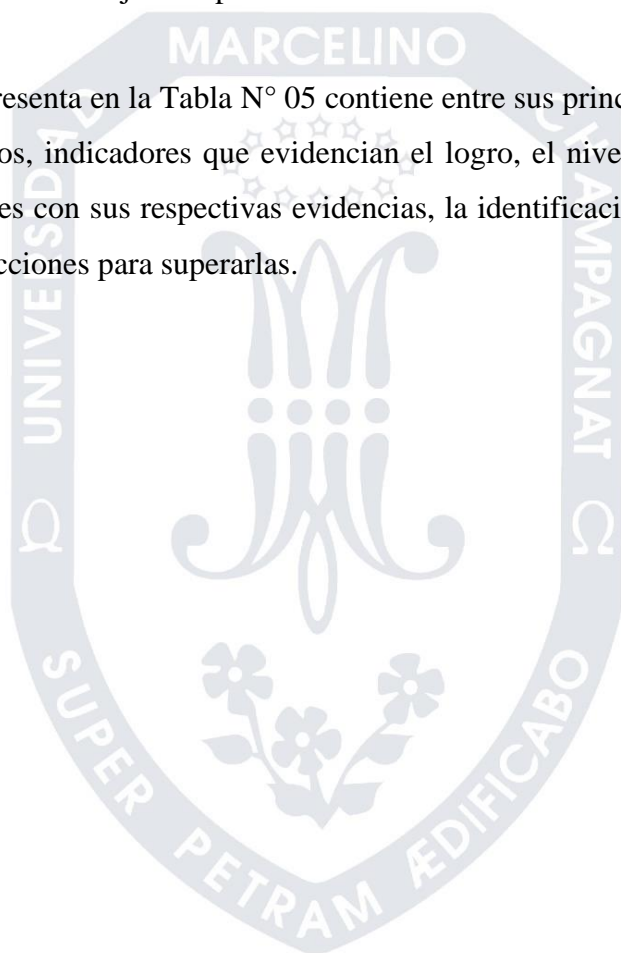 MARCELINO
resenta en la Tabla N° 05 contiene entre sus princ
os, indicadores que evidencian el logro, el nive
es con sus respectivas evidencias, la identificaci
cciones para superarlas.
UNIVERSIDAD
CHAMPAGNAT
Ω Ω
SUPER PETRAM ÆDIFICABO